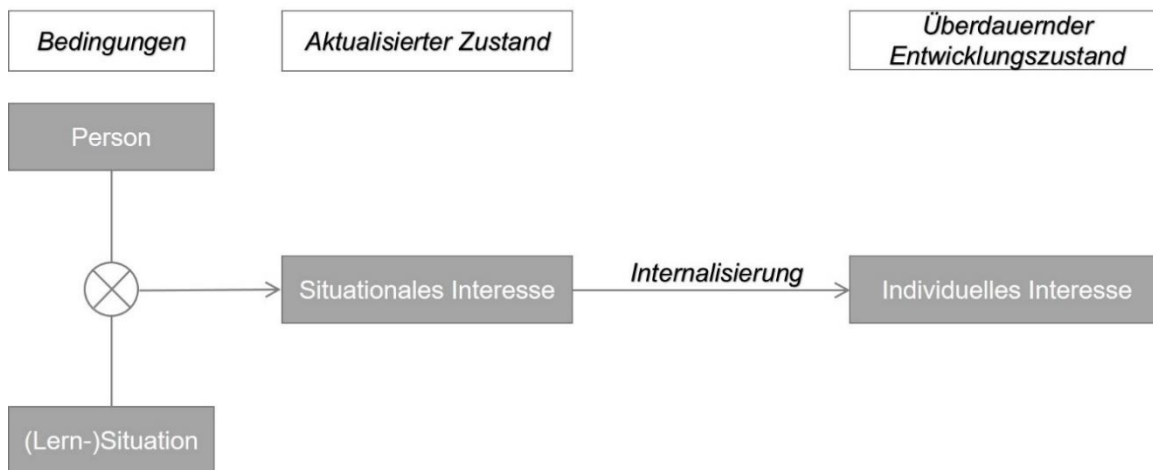 Bedingungen
Aktualisierter Zustand
Überdauernder
Entwicklungszustand
Person
Situationales Interesse
Internalisierung
Individuelles Interesse
(Lern-)Situation